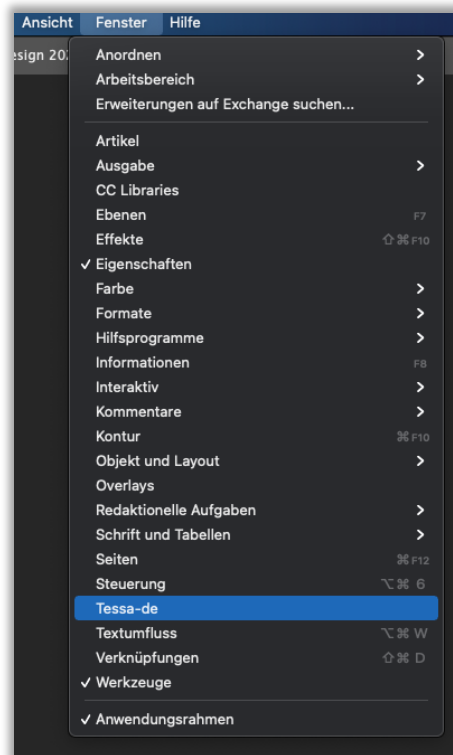 Ansicht Fenster Hilfe
esign 20
Anordnen >
Arbeitsbereich >
Erweiterungen auf Exchange suchen...
Artikel
Ausgabe >
CC Libraries
Ebenen F7
Effekte ⇧⌘F10
✓ Eigenschaften
Farbe >
Formate >
Hilfsprogramme >
Informationen F8
Interaktiv >
Kommentare >
Kontur ⌘F10
Objekt und Layout >
Overlays
Redaktionelle Aufgaben >
Schrift und Tabellen >
Seiten ⌘F12
Steuerung ⌥⌘ 6
Tessa-de
Textumfluss ⌥⌘ W
Verknüpfungen ⇧⌘ D
✓ Werkzeuge
✓ Anwendungsrahmen